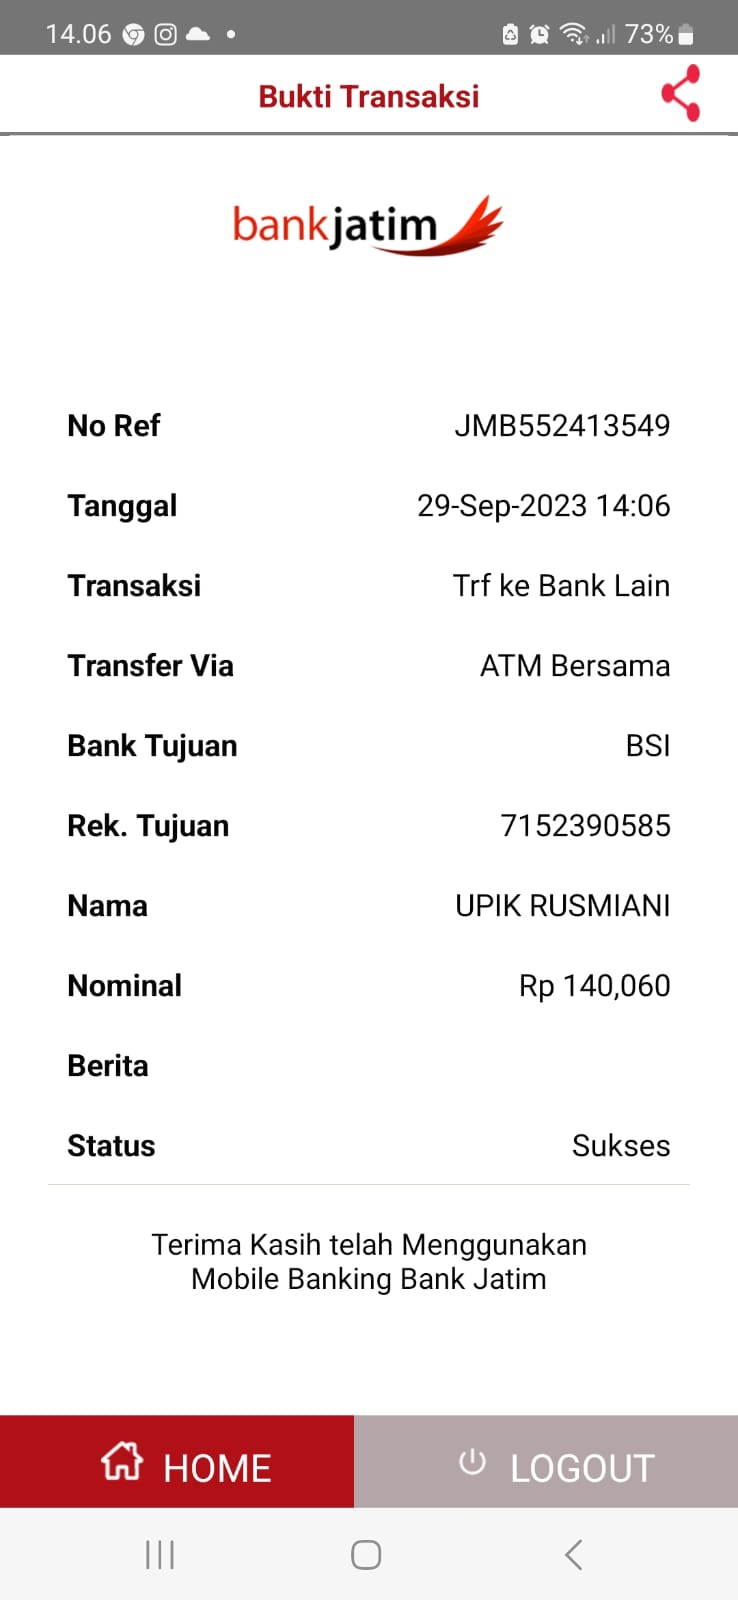 14.06
73%
Bukti Transaksi
bankjatim
No Ref JMB552413549
Tanggal 29-Sep-2023 14:06
Transaksi Trf ke Bank Lain
Transfer Via ATM Bersama
Bank Tujuan BSI
Rek. Tujuan 7152390585
Nama UPIK RUSMIANI
Nominal Rp 140,060
Berita
Status Sukses
Terima Kasih telah Menggunakan
Mobile Banking Bank Jatim
HOME LOGOUT